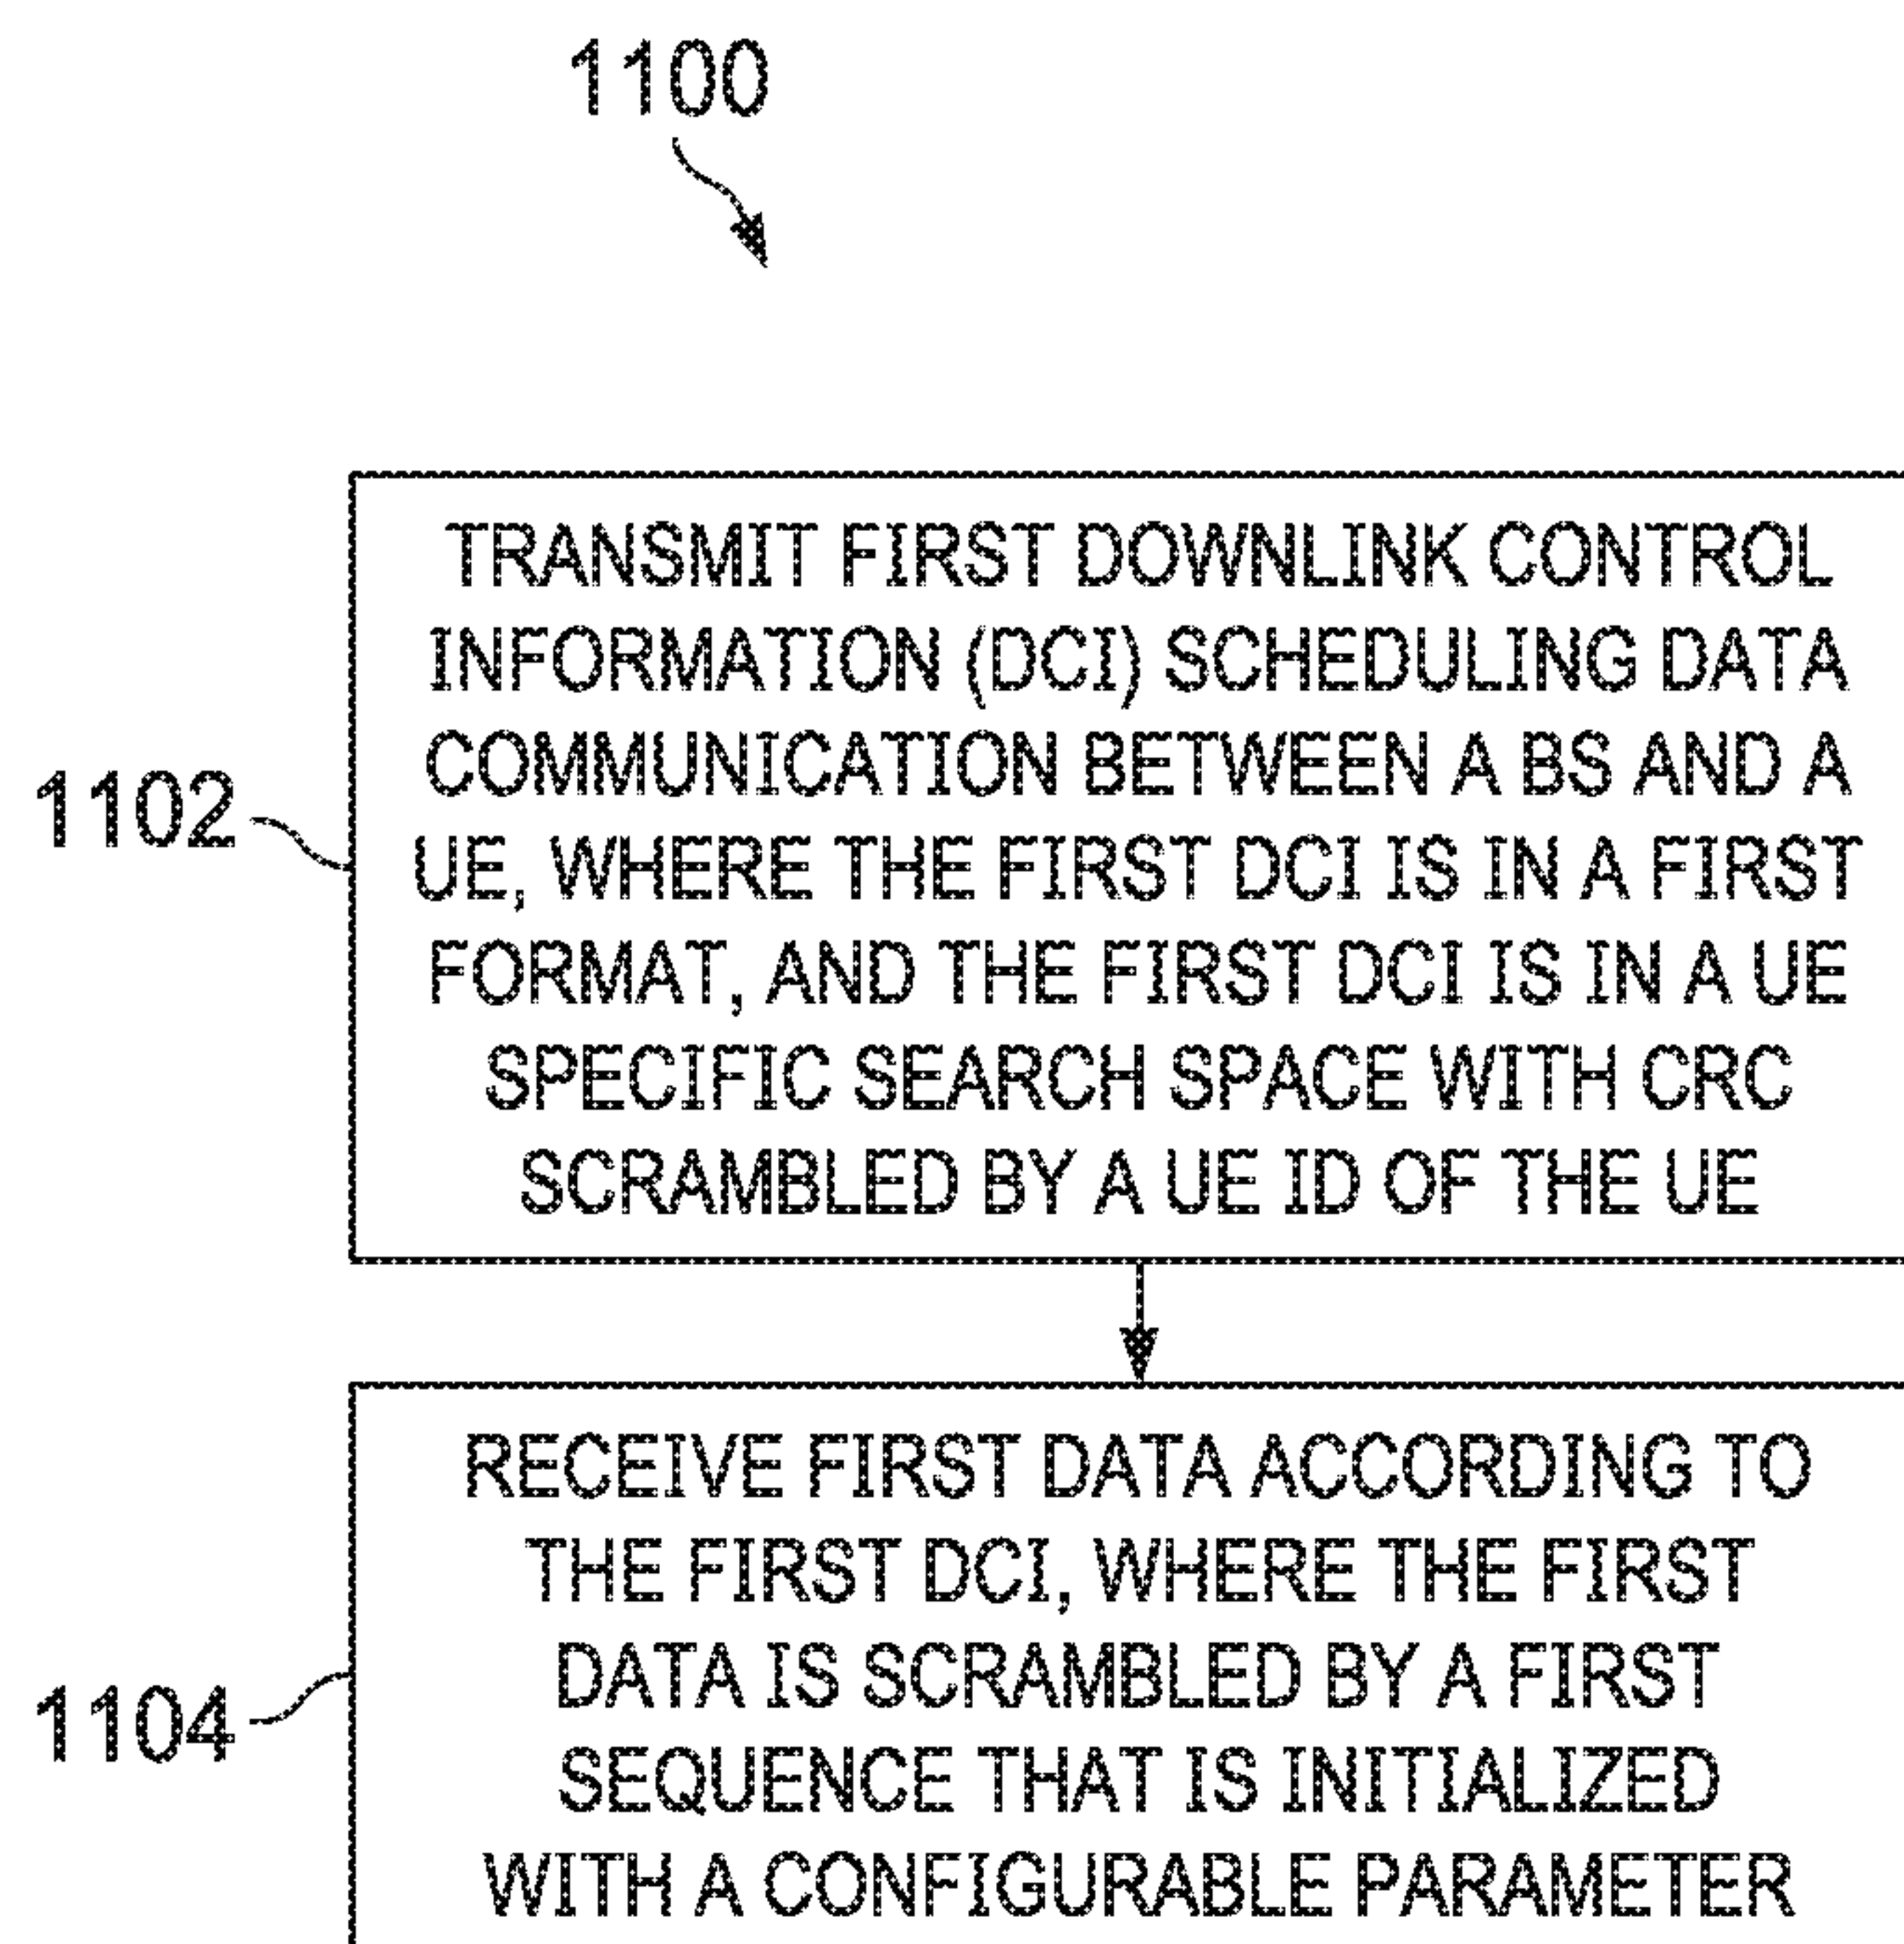 1100
TRANSMIT FIRST DOWNLINK CONTROL
INFORMATION (DCI) SCHEDULING DATA
COMMUNICATION BETWEEN A BS AND A
UE, WHERE THE FIRST DCI IS IN A FIRST
FORMAT, AND THE FIRST DCI IS IN A UE
SPECIFIC SEARCH SPACE WITH CRC
SCRAMBLED BY A UE ID OF THE UE
1102
RECEIVE FIRST DATA ACCORDING TO
THE FIRST DCI, WHERE THE FIRST
DATA IS SCRAMBLED BY A FIRST
SEQUENCE THAT IS INITIALIZED
WITH A CONFIGURABLE PARAMETER
1104